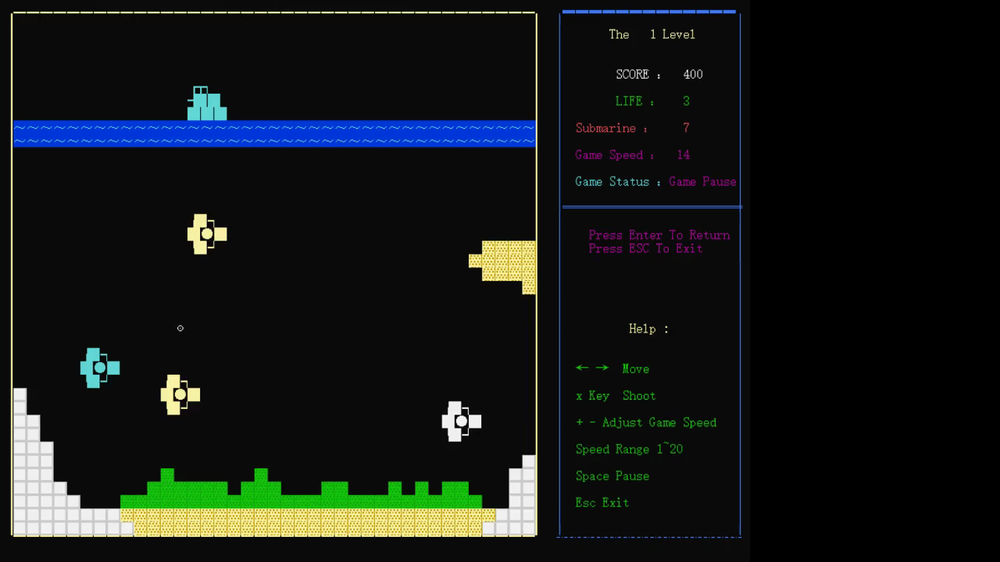 The 1 Level
SCORE : 400
LIFE : 3
Submarine : 7
Game Speed : 14
Game Status : Game Pause
Press Enter To Return
Press ESC To Exit
Help :
← → Move
x Key Shoot
+ - Adjust Game Speed
Speed Range 1~20
Space Pause
Esc Exit